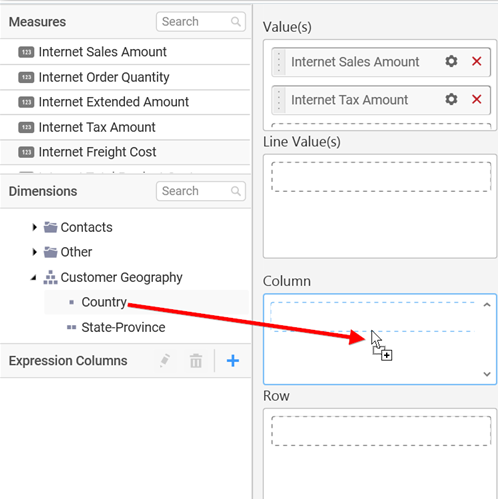 Measures
Search
123 Internet Sales Amount
123 Internet Order Quantity
123 Internet Extended Amount
123 Internet Tax Amount
123 Internet Freight Cost
Dimensions
Search
Contacts
Other
Customer Geography
Country
State-Province
Expression Columns
Value(s)
Internet Sales Amount
Internet Tax Amount
Line Value(s)
Column
Row